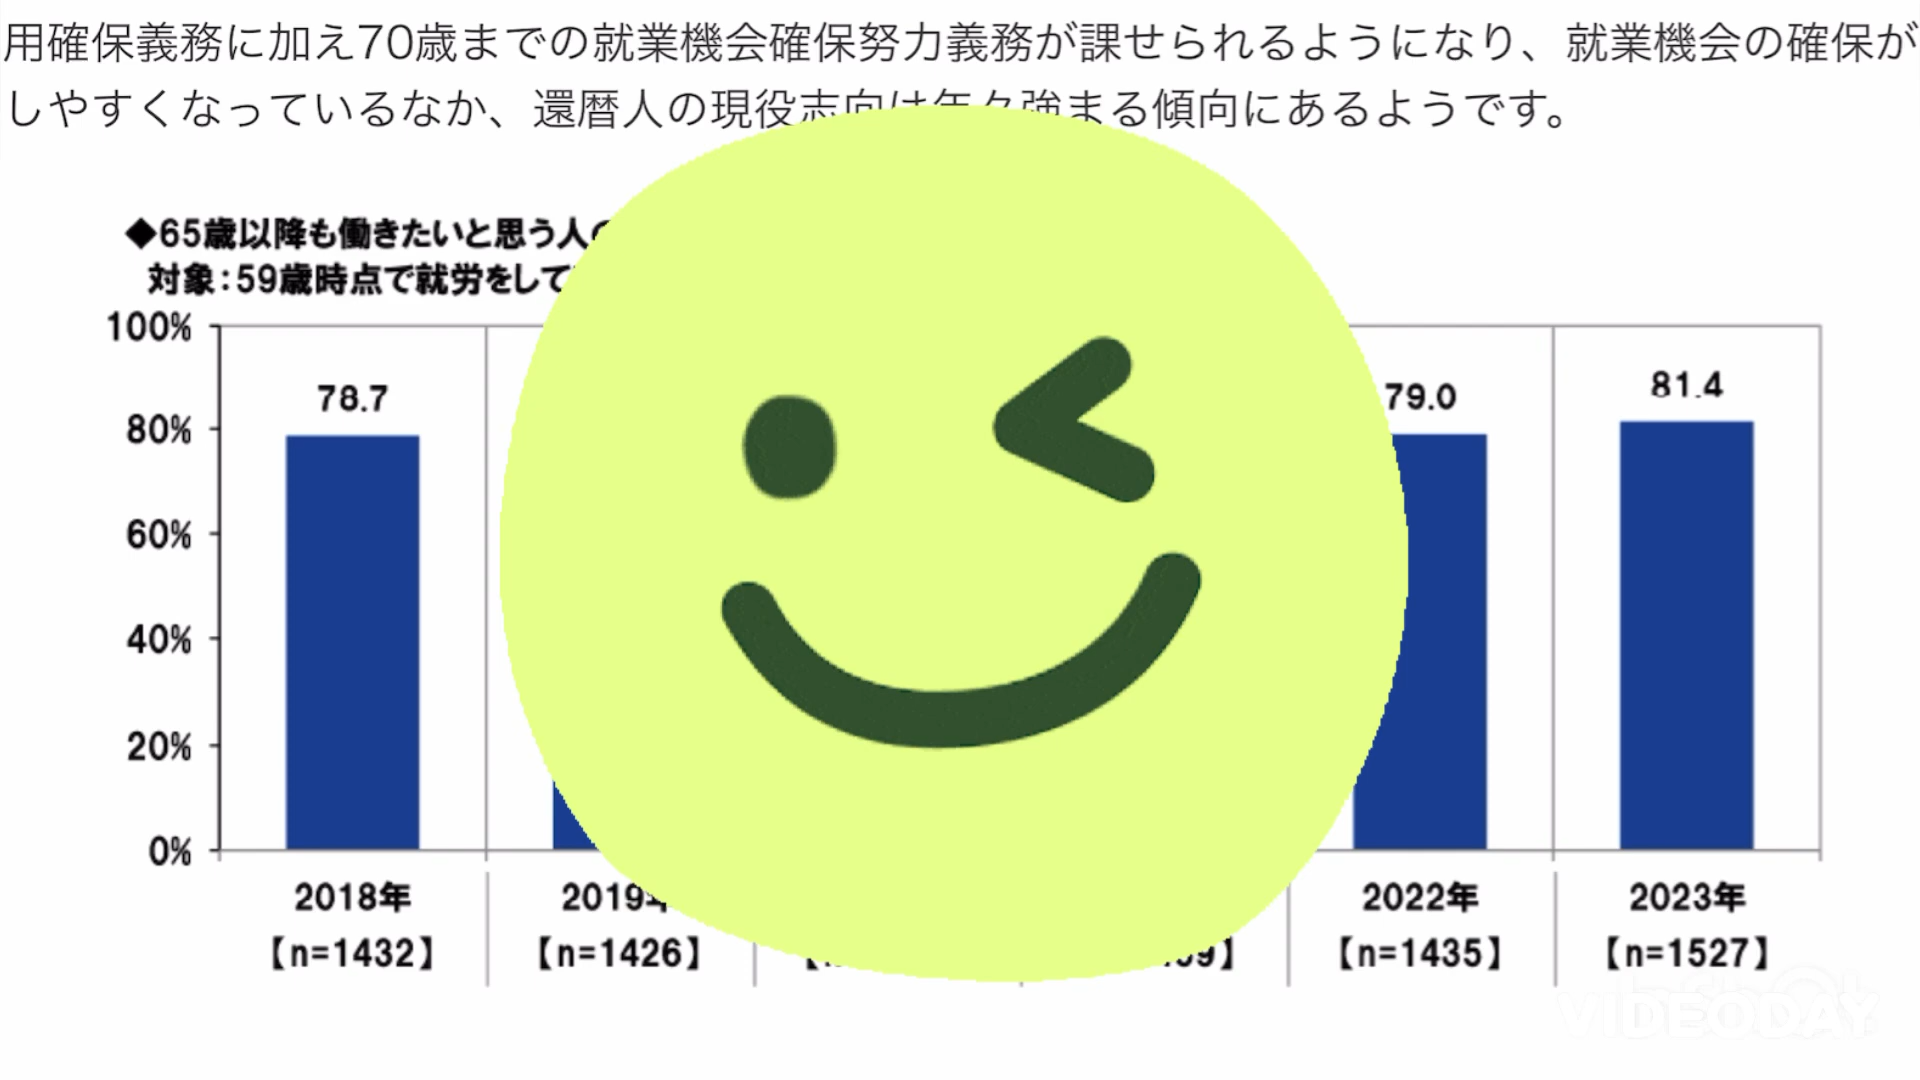 用確保義務に加え70歳までの就業機会確保努力義務が課せられるようになり、就業機会の確保が
しやすくなっているなか、還暦人の現役志向は年々強まる傾向にあるようです。
◆65歳以降も働きたいと思う人
対象：59歳時点で就労をして
100%
80%
60%
40%
20%
0%
78.7
79.0
81.4
2018年
2019年
2022年
2023年
【n=1432】
【n=1426】
【n=1435】
【n=1527】
VIDEODAY